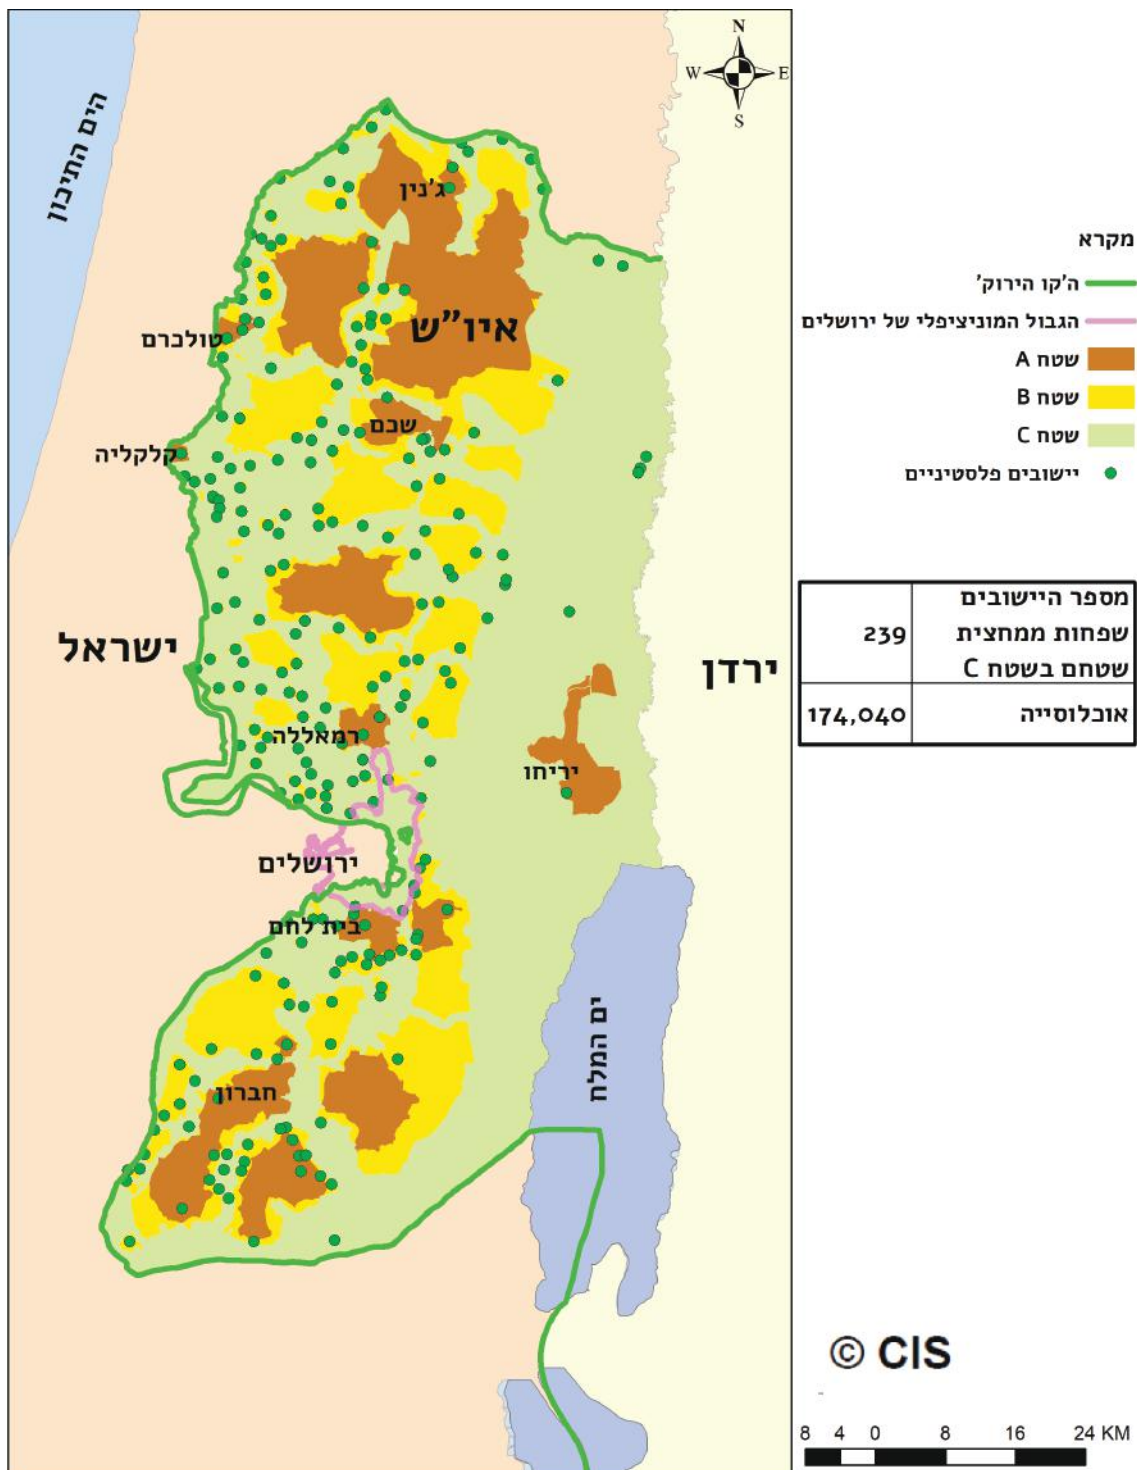 N
W E
S
הים התיכון
ג'נין
איו"ש
טולכרם
שכם
קלקליה
ישראל
ירדן
רמאללה
יריחו
ירושלים
בית לחם
ים המלח
חברון
מקרא
ה'קו הירוק'
הגבול המוניציפלי של ירושלים
שטח A
שטח B
שטח C
יישובים פלסטיניים
מספר היישובים
שפחות ממחצית
שטחם בשטח C
239
אוכלוסייה
174,040
© CIS
8 4 0 8 16 24 KM